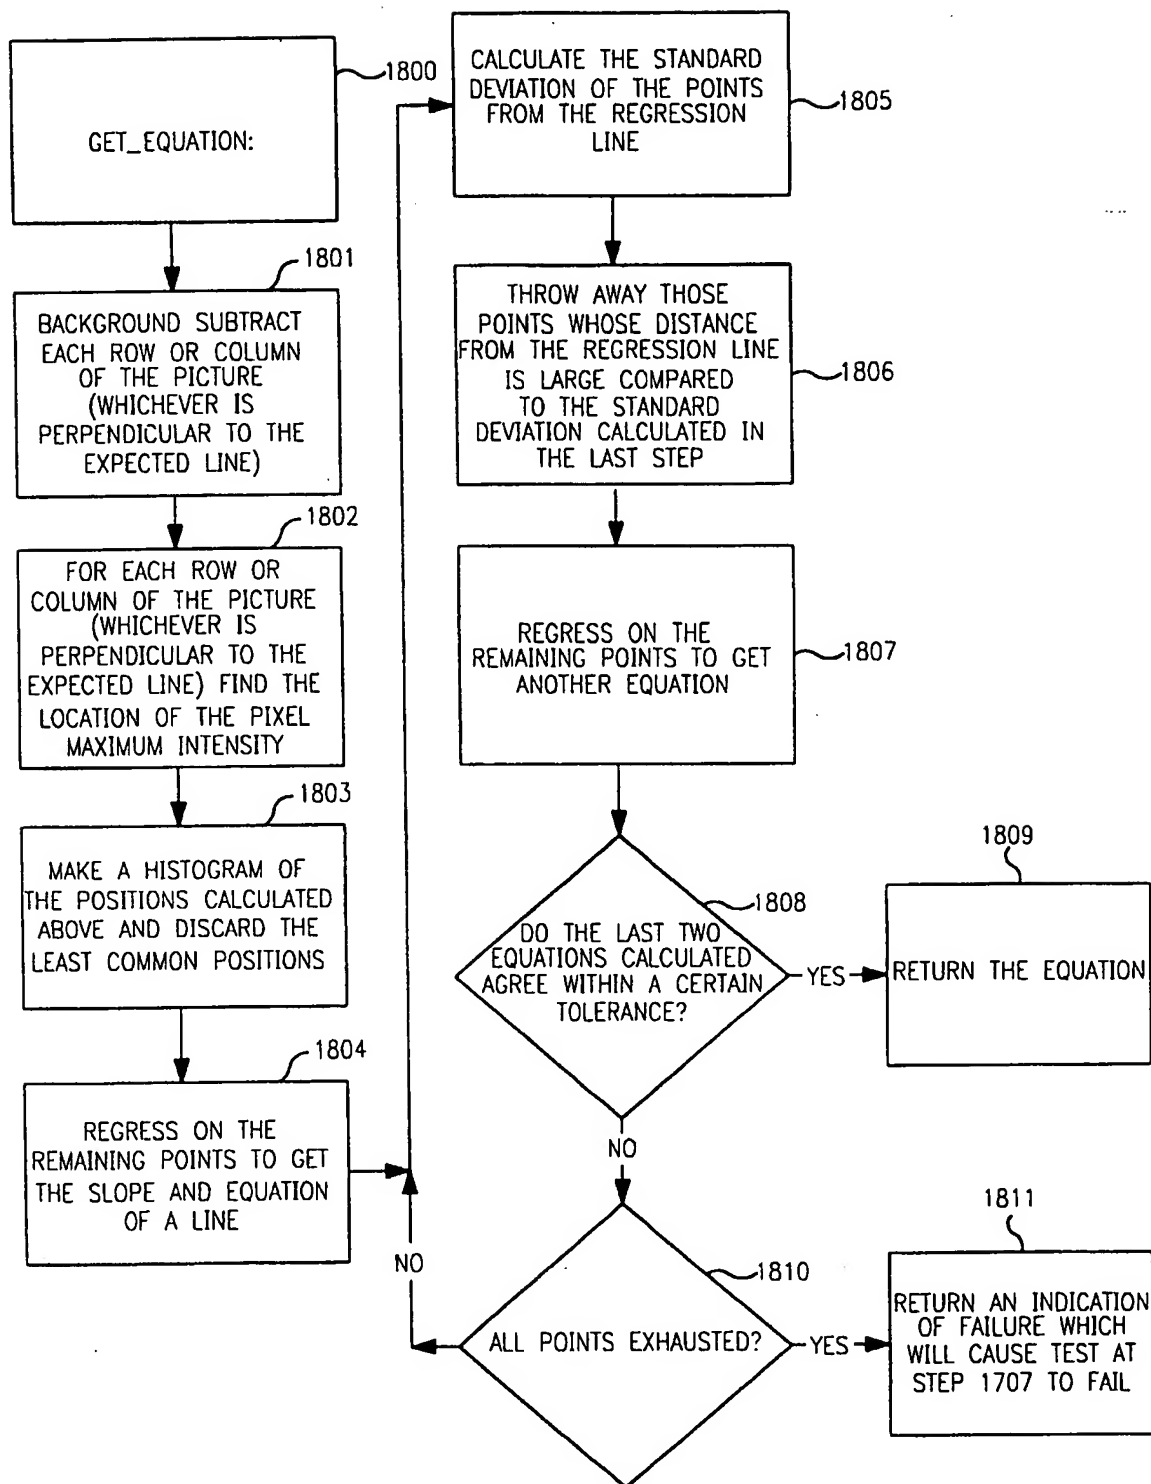 1800
GET_EQUATION:
1801
BACKGROUND SUBTRACT
EACH ROW OR COLUMN
OF THE PICTURE
(WHICHEVER IS
PERPENDICULAR TO THE
EXPECTED LINE)
1802
FOR EACH ROW OR
COLUMN OF THE PICTURE
(WHICHEVER IS
PERPENDICULAR TO THE
EXPECTED LINE) FIND THE
LOCATION OF THE PIXEL
MAXIMUM INTENSITY
1803
MAKE A HISTOGRAM OF
THE POSITIONS CALCULATED
ABOVE AND DISCARD THE
LEAST COMMON POSITIONS
1804
REGRESS ON THE
REMAINING POINTS TO GET
THE SLOPE AND EQUATION
OF A LINE
CALCULATE THE STANDARD
DEVIATION OF THE POINTS
FROM THE REGRESSION
LINE
1805
THROW AWAY THOSE
POINTS WHOSE DISTANCE
FROM THE REGRESSION LINE
IS LARGE COMPARED
TO THE STANDARD
DEVIATION CALCULATED IN
THE LAST STEP
1806
REGRESS ON THE
REMAINING POINTS TO GET
ANOTHER EQUATION
1807
1808
DO THE LAST TWO
EQUATIONS CALCULATED
AGREE WITHIN A CERTAIN
TOLERANCE?
YES
1809
RETURN THE EQUATION
NO
1810
ALL POINTS EXHAUSTED?
NO
YES
1811
RETURN AN INDICATION
OF FAILURE WHICH
WILL CAUSE TEST AT
STEP 1707 TO FAIL